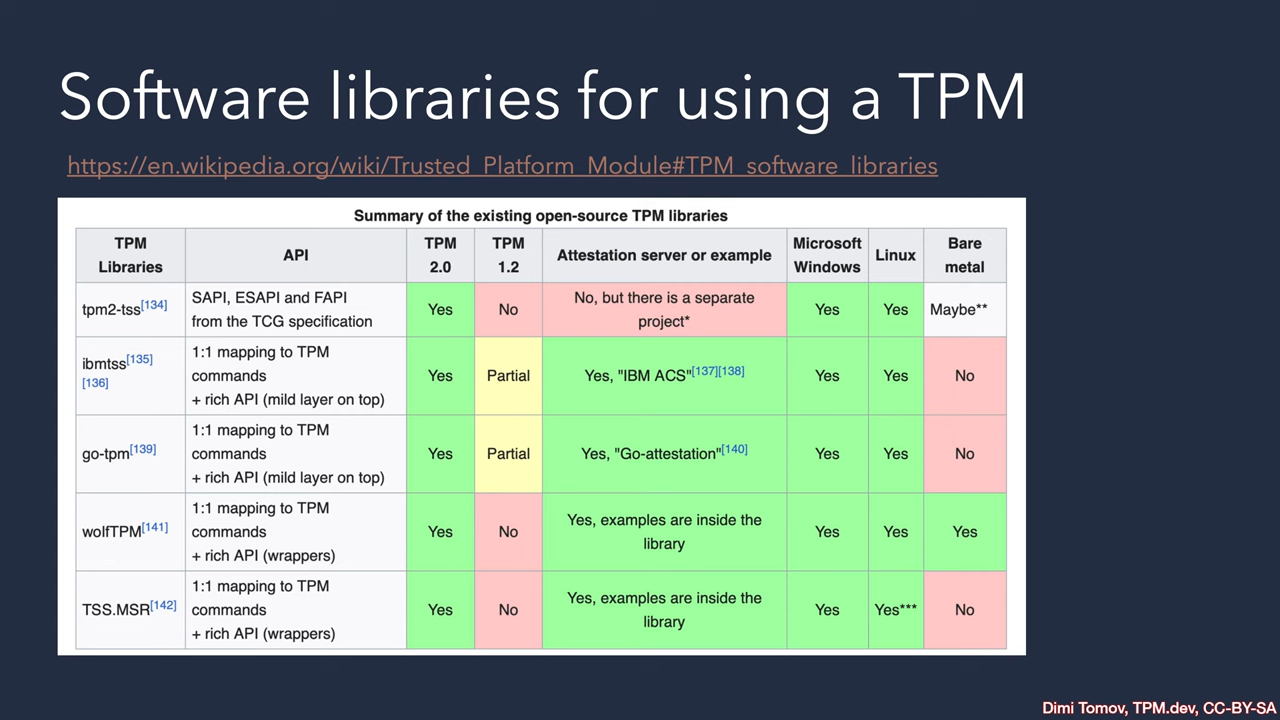 Software libraries for using a TPM
https://en.wikipedia.org/wiki/Trusted_Platform_Module#TPM_software_libraries
Summary of the existing open-source TPM libraries
TPM Libraries API TPM 2.0 TPM 1.2 Attestation server or example Microsoft Windows Linux Bare metal
tpm2-tss[134] SAPI, ESAPI and FAPI from the TCG specification Yes No No, but there is a separate project* Yes Yes Maybe**
ibmtss[135][136] 1:1 mapping to TPM commands + rich API (mild layer on top) Yes Partial Yes, "IBM ACS"[137][138] Yes Yes No
go-tpm[139] 1:1 mapping to TPM commands + rich API (mild layer on top) Yes Partial Yes, "Go-attestation"[140] Yes Yes No
wolfTPM[141] 1:1 mapping to TPM commands + rich API (wrappers) Yes No Yes, examples are inside the library Yes Yes Yes
TSS.MSR[142] 1:1 mapping to TPM commands + rich API (wrappers) Yes No Yes, examples are inside the library Yes Yes*** No
Dimi Tomov, TPM.dev, CC-BY-SA